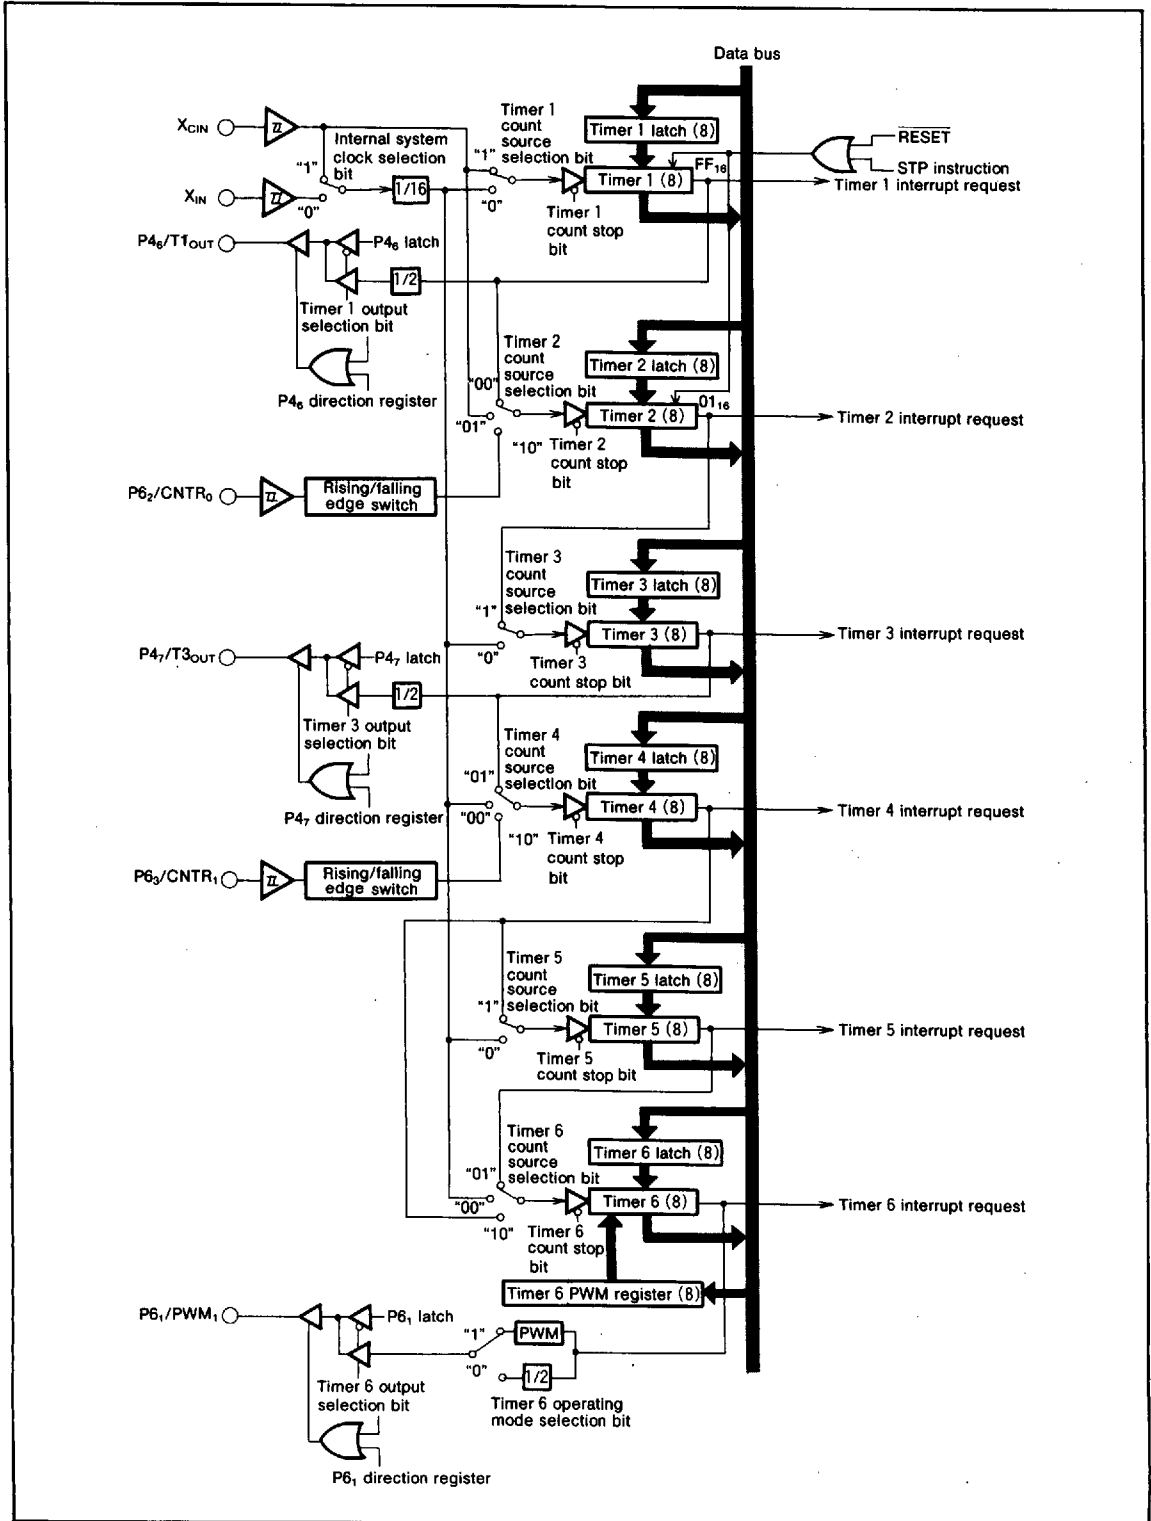 Data bus
X_CIN
"1"
Internal system
clock selection
bit
X_IN
"0"
1/16
Timer 1
count
source
selection bit
"1"
"0"
Timer 1 latch (8)
Timer 1 (8)
FF₁₆
Timer 1
count stop
bit
RESET
STP instruction
Timer 1 interrupt request
P4₆/T1OUT
P4₆ latch
1/2
Timer 1 output
selection bit
P4₆ direction register
Timer 2
count
source
selection bit
"00"
"01"
"10"
Timer 2 latch (8)
Timer 2 (8)
01₁₆
Timer 2
count stop
bit
Timer 2 interrupt request
P6₂/CNTR₀
Rising/falling
edge switch
Timer 3
count
source
selection bit
"1"
"0"
Timer 3 latch (8)
Timer 3 (8)
Timer 3
count stop bit
Timer 3 interrupt request
P4₇/T3OUT
P4₇ latch
1/2
Timer 3 output
selection bit
P4₇ direction register
Timer 4
count
source
selection bit
"01"
"00"
"10"
Timer 4 latch (8)
Timer 4 (8)
Timer 4
count stop
bit
Timer 4 interrupt request
P6₃/CNTR₁
Rising/falling
edge switch
Timer 5
count
source
selection bit
"1"
"0"
Timer 5 latch (8)
Timer 5 (8)
Timer 5
count stop bit
Timer 5 interrupt request
Timer 6
count
source
selection bit
"01"
"00"
"10"
Timer 6 latch (8)
Timer 6 (8)
Timer 6
count stop
bit
Timer 6 interrupt request
Timer 6 PWM register (8)
P6₁/PWM₁
P6₁ latch
"1"
PWM
"0"
1/2
Timer 6 output
selection bit
Timer 6 operating
mode selection bit
P6₁ direction register